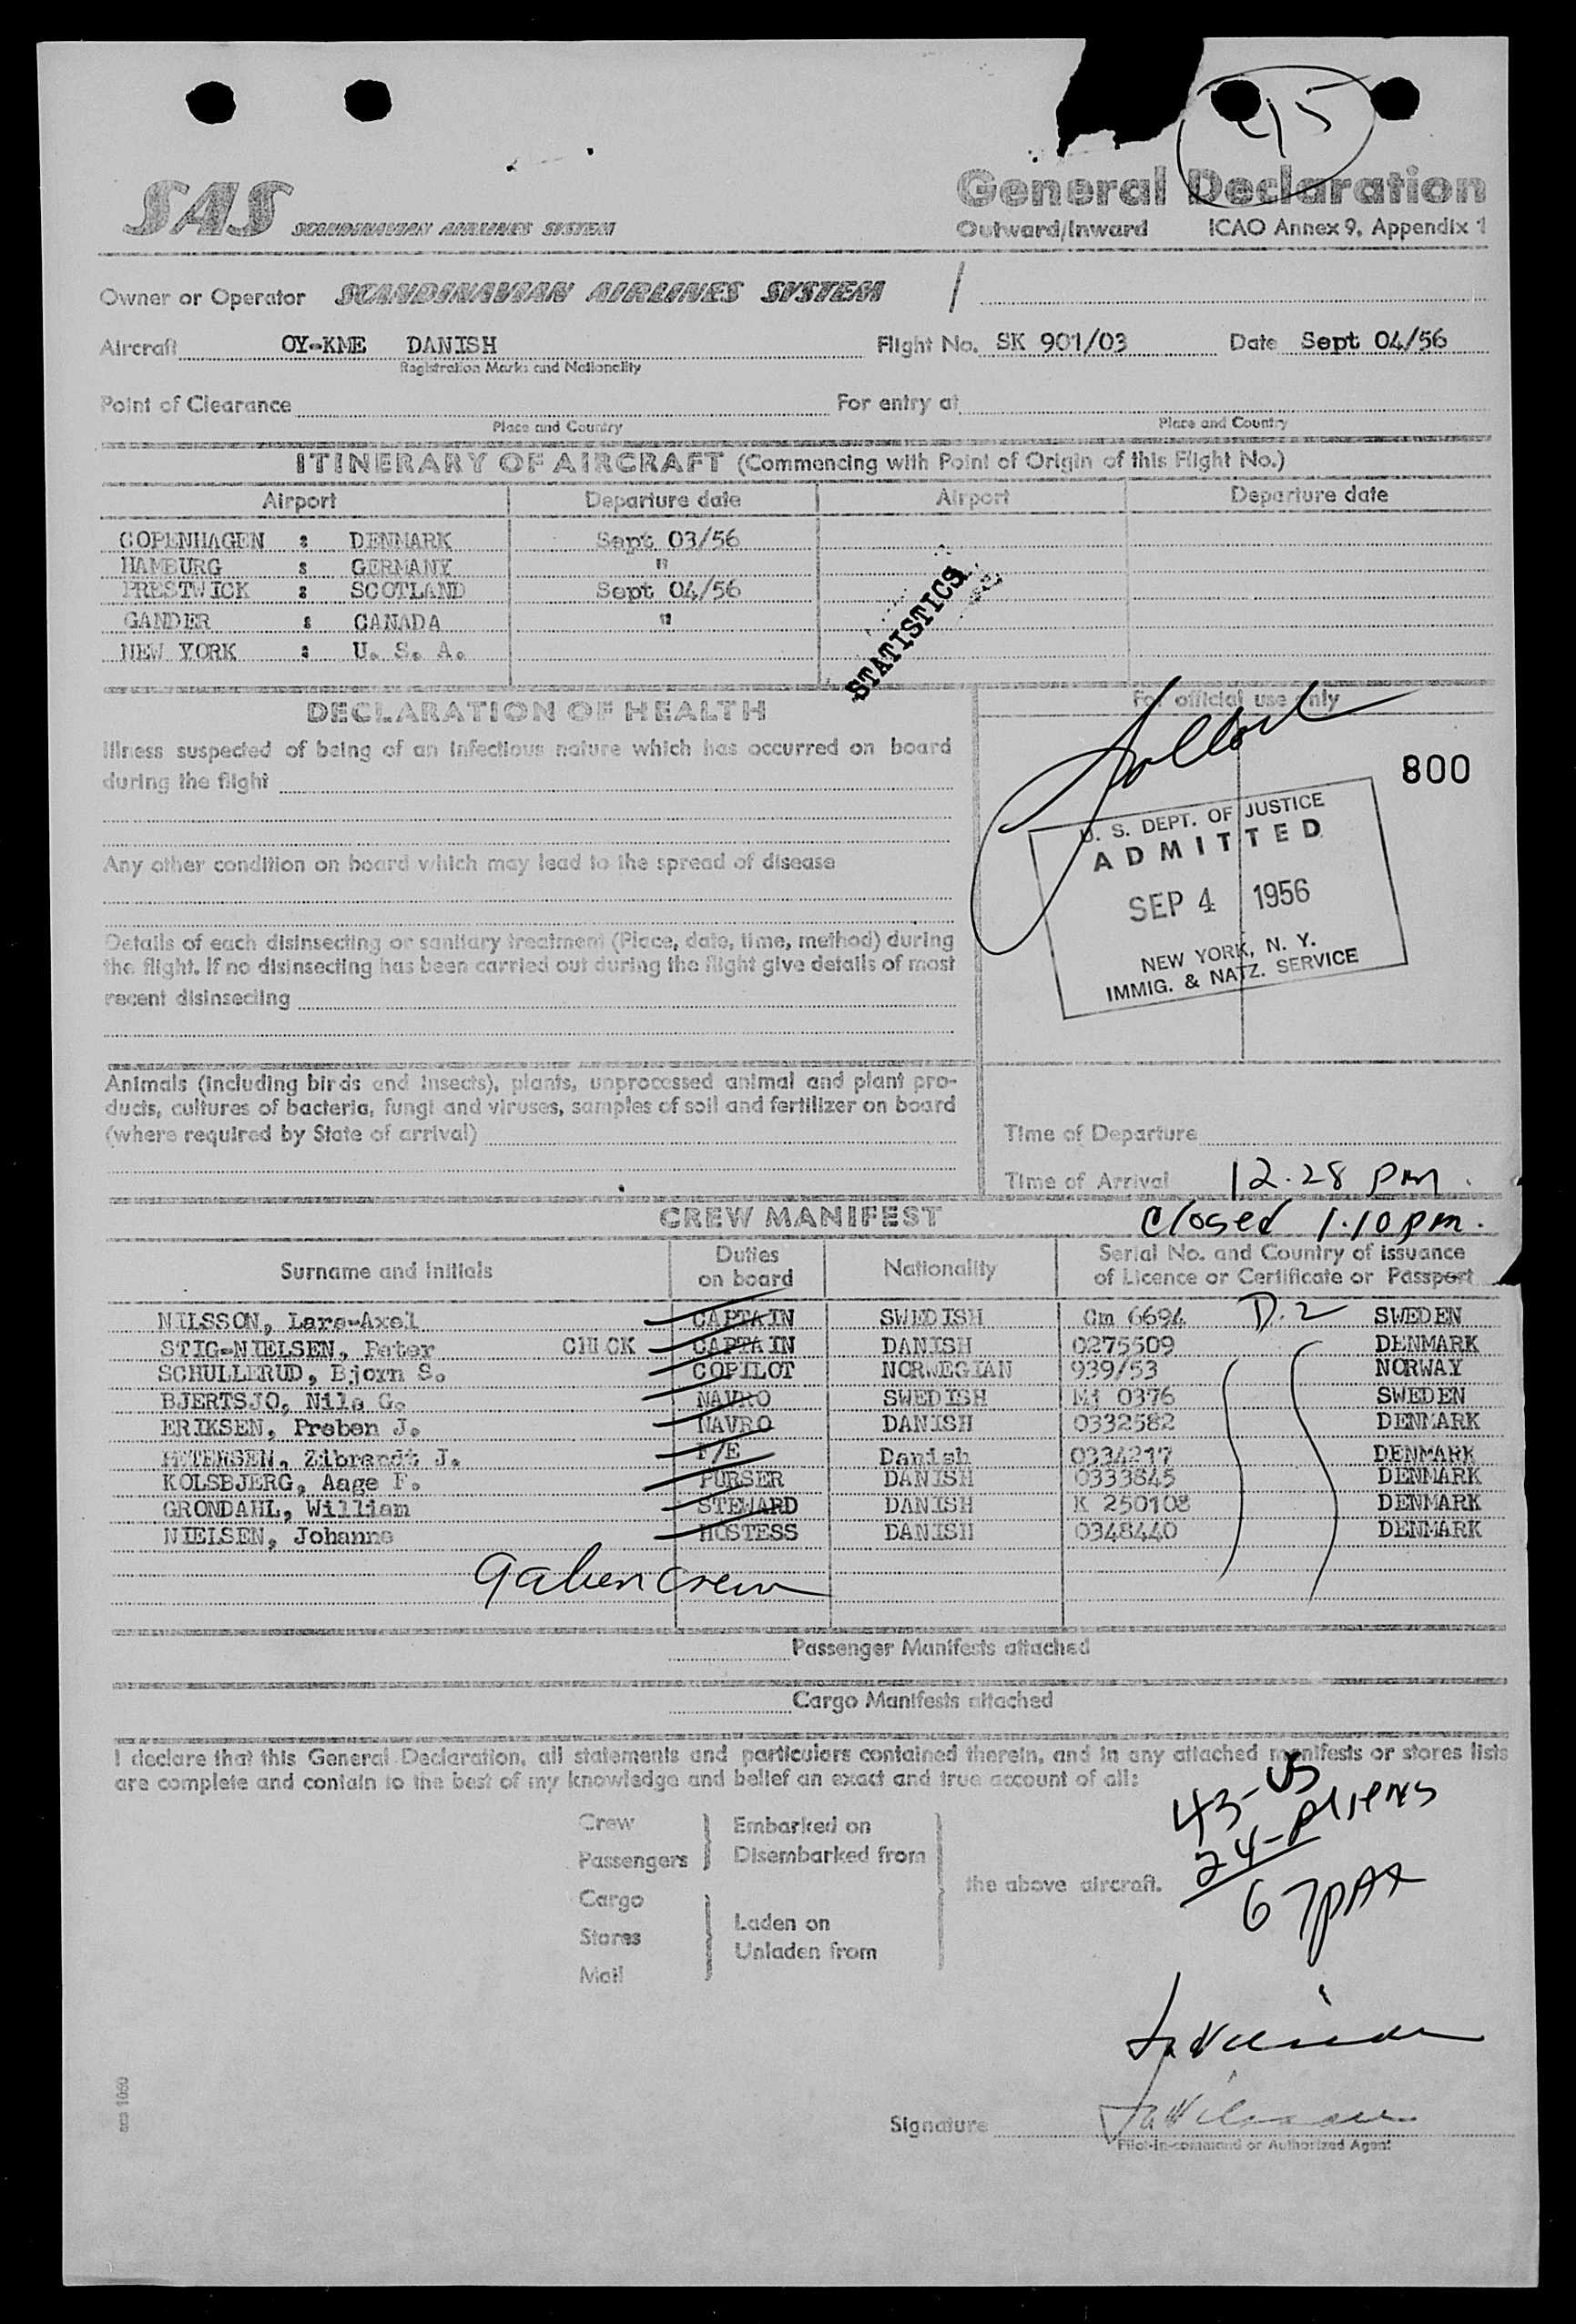 SAS SCANDINAVIAN AIRLINES SYSTEM
General Declaration
Outward/Inward ICAO Annex 9, Appendix 1
Owner or Operator SCANDINAVIAN AIRLINES SYSTEM /
Aircraft OY-KME DANISH Flight No. SK 901/03 Date Sept 04/56
Registration Marks and Nationality
Point of Clearance For entry at
Place and Country Place and Country
ITINERARY OF AIRCRAFT (Commencing with Point of Origin of this Flight No.)
Airport Departure date Airport Departure date
COPENHAGEN : DENMARK Sept 03/56
HAMBURG : GERMANY "
PRESTWICK : SCOTLAND Sept 04/56
GANDER : CANADA "
NEW YORK : U. S. A.
STATISTICS
DECLARATION OF HEALTH
For official use only
Illness suspected of being of an infectious nature which has occurred on board
during the flight
800
U. S. DEPT. OF JUSTICE
ADMITTED
SEP 4 1956
NEW YORK, N. Y.
IMMIG. & NATZ. SERVICE
Any other condition on board which may lead to the spread of disease
Details of each disinsecting or sanitary treatment (Place, date, time, method) during
the flight. If no disinsecting has been carried out during the flight give details of most
recent disinsecting
Animals (including birds and insects), plants, unprocessed animal and plant pro-
ducts, cultures of bacteria, fungi and viruses, samples of soil and fertilizer on board
(where required by State of arrival)
Time of Departure
Time of Arrival 12.28 pm.
CREW MANIFEST
Closed 1.10 pm.
Surname and Initials Duties on board Nationality Serial No. and Country of issuance
of Licence or Certificate or Passport
NILSSON, Lars-Axel CAPTAIN SWEDISH Cm 6694 D.2 SWEDEN
STIG-NIELSEN, Peter CHECK CAPTAIN DANISH 0275509 DENMARK
SCHULLERUD, Bjorn S. COPILOT NORWEGIAN 939/53 NORWAY
BJERTSJO, Nils G. NAVRO SWEDISH Mj 0376 SWEDEN
ERIKSEN, Preben J. NAVRO DANISH 0332582 DENMARK
PETERSEN, Zibrandt J. F/E Danish 0334217 DENMARK
KOLSBJERG, Aage F. PURSER DANISH 0333845 DENMARK
GRONDAHL, William STEWARD DANISH K 250108 DENMARK
NIELSEN, Johanne HOSTESS DANISH 0348440 DENMARK
crew
Passenger Manifests attached
Cargo Manifests attached
I declare that this General Declaration, all statements and particulars contained therein, and in any attached manifests or stores lists
are complete and contain to the best of my knowledge and belief an exact and true account of all:
43-US
24-Aliens
67 PAX
Crew Embarked on
Passengers Disembarked from
the above aircraft.
Cargo
Laden on
Stores
Unladen from
Mail
sas 1080
Signature
Pilot-in-command or Authorized Agent